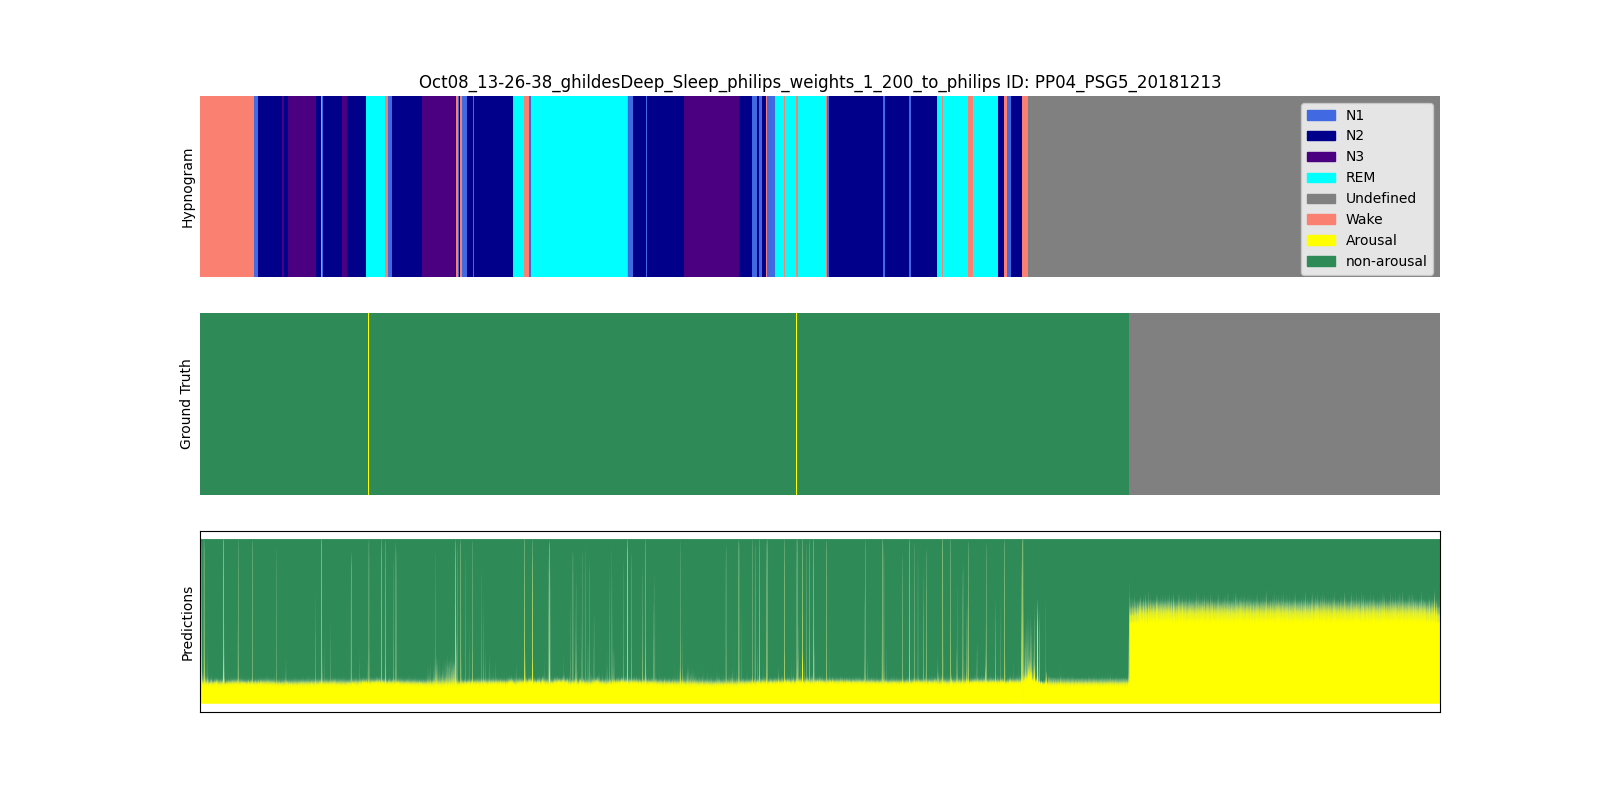 Oct08_13-26-38_ghildesDeep_Sleep_philips_weights_1_200_to_philips ID: PP04_PSG5_20181213
Hypnogram
N1
N2
N3
REM
Undefined
Wake
Arousal
non-arousal
Ground Truth
Predictions